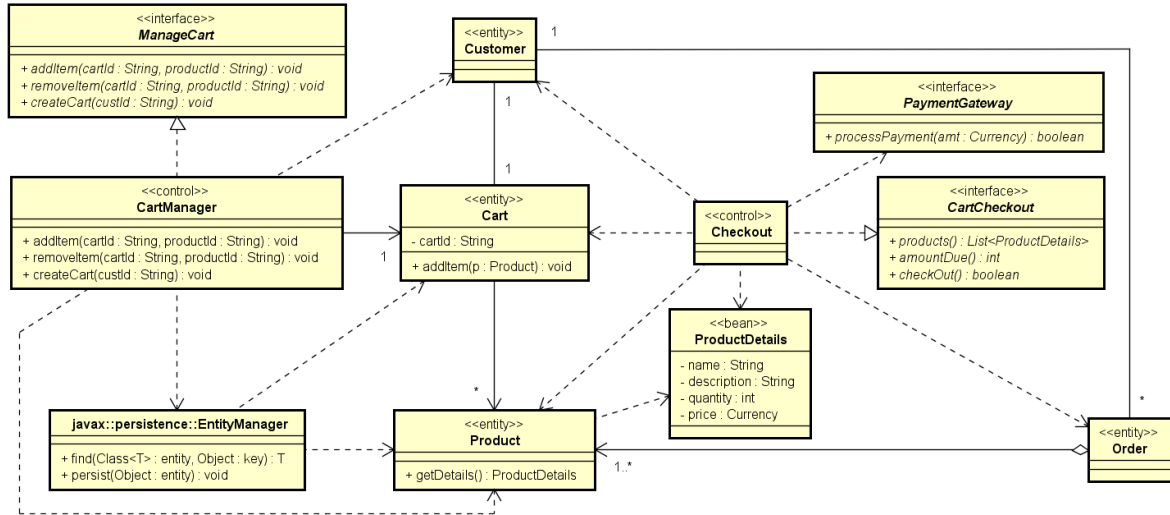 <<interface>>
ManageCart
+ addItem(cartId : String, productId : String) : void
+ removeItem(cartId : String, productId : String) : void
+ createCart(custId : String) : void
<<entity>>
Customer
1
1
1
<<interface>>
PaymentGateway
+ processPayment(amt : Currency) : boolean
<<control>>
CartManager
+ addItem(cartId : String, productId : String) : void
+ removeItem(cartId : String, productId : String) : void
+ createCart(custId : String) : void
1
<<entity>>
Cart
- cartId : String
+ addItem(p : Product) : void
<<control>>
Checkout
<<interface>>
CartCheckout
+ products() : List<ProductDetails>
+ amountDue() : int
+ checkOut() : boolean
<<bean>>
ProductDetails
- name : String
- description : String
- quantity : int
- price : Currency
*
*
javax::persistence::EntityManager
+ find(Class<T> : entity, Object : key) : T
+ persist(Object : entity) : void
<<entity>>
Product
+ getDetails() : ProductDetails
1..*
<<entity>>
Order